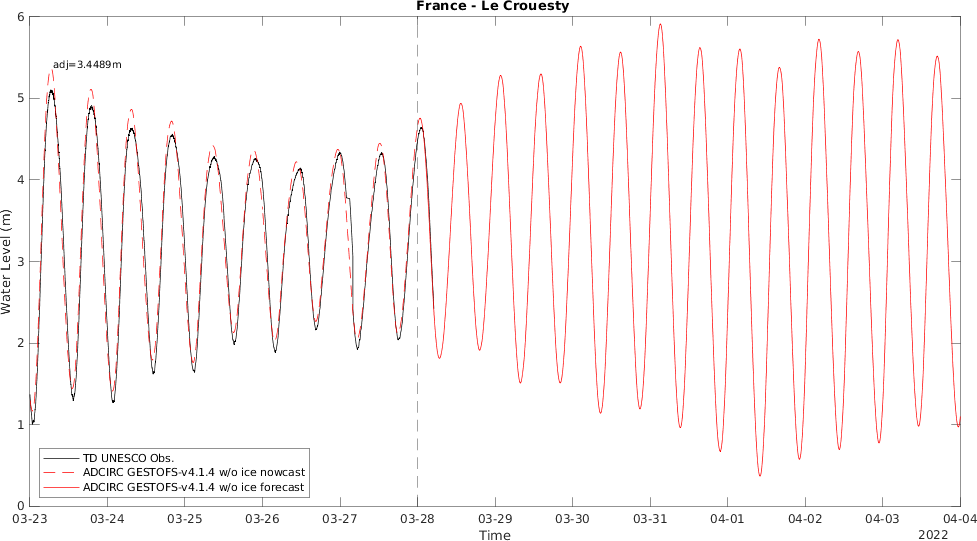 France - Le Crouesty
adj=3.4489m
Water Level (m)
6
5
4
3
2
1
0
TD UNESCO Obs.
ADCIRC GESTOFS-v4.1.4 w/o ice nowcast
ADCIRC GESTOFS-v4.1.4 w/o ice forecast
03-23 03-24 03-25 03-26 03-27 03-28 03-29 03-30 03-31 04-01 04-02 04-03 04-04
Time
2022